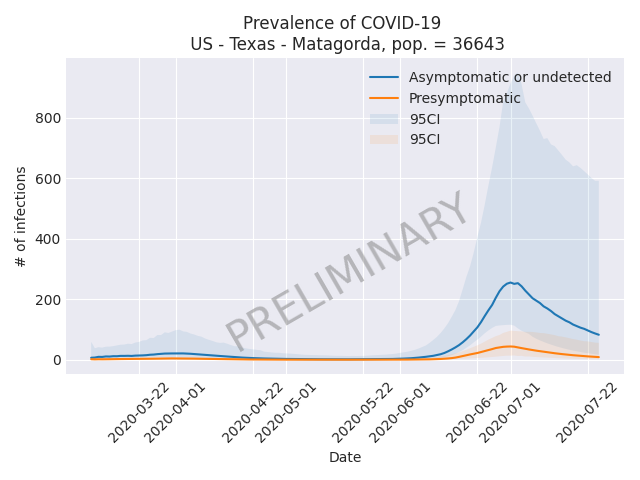 Prevalence of COVID-19
US - Texas - Matagorda, pop. = 36643
Asymptomatic or undetected
Presymptomatic
95CI
95CI
PRELIMINARY
# of infections
800
600
400
200
0
2020-03-22
2020-04-01
2020-04-22
2020-05-01
2020-05-22
2020-06-01
2020-06-22
2020-07-01
2020-07-22
Date